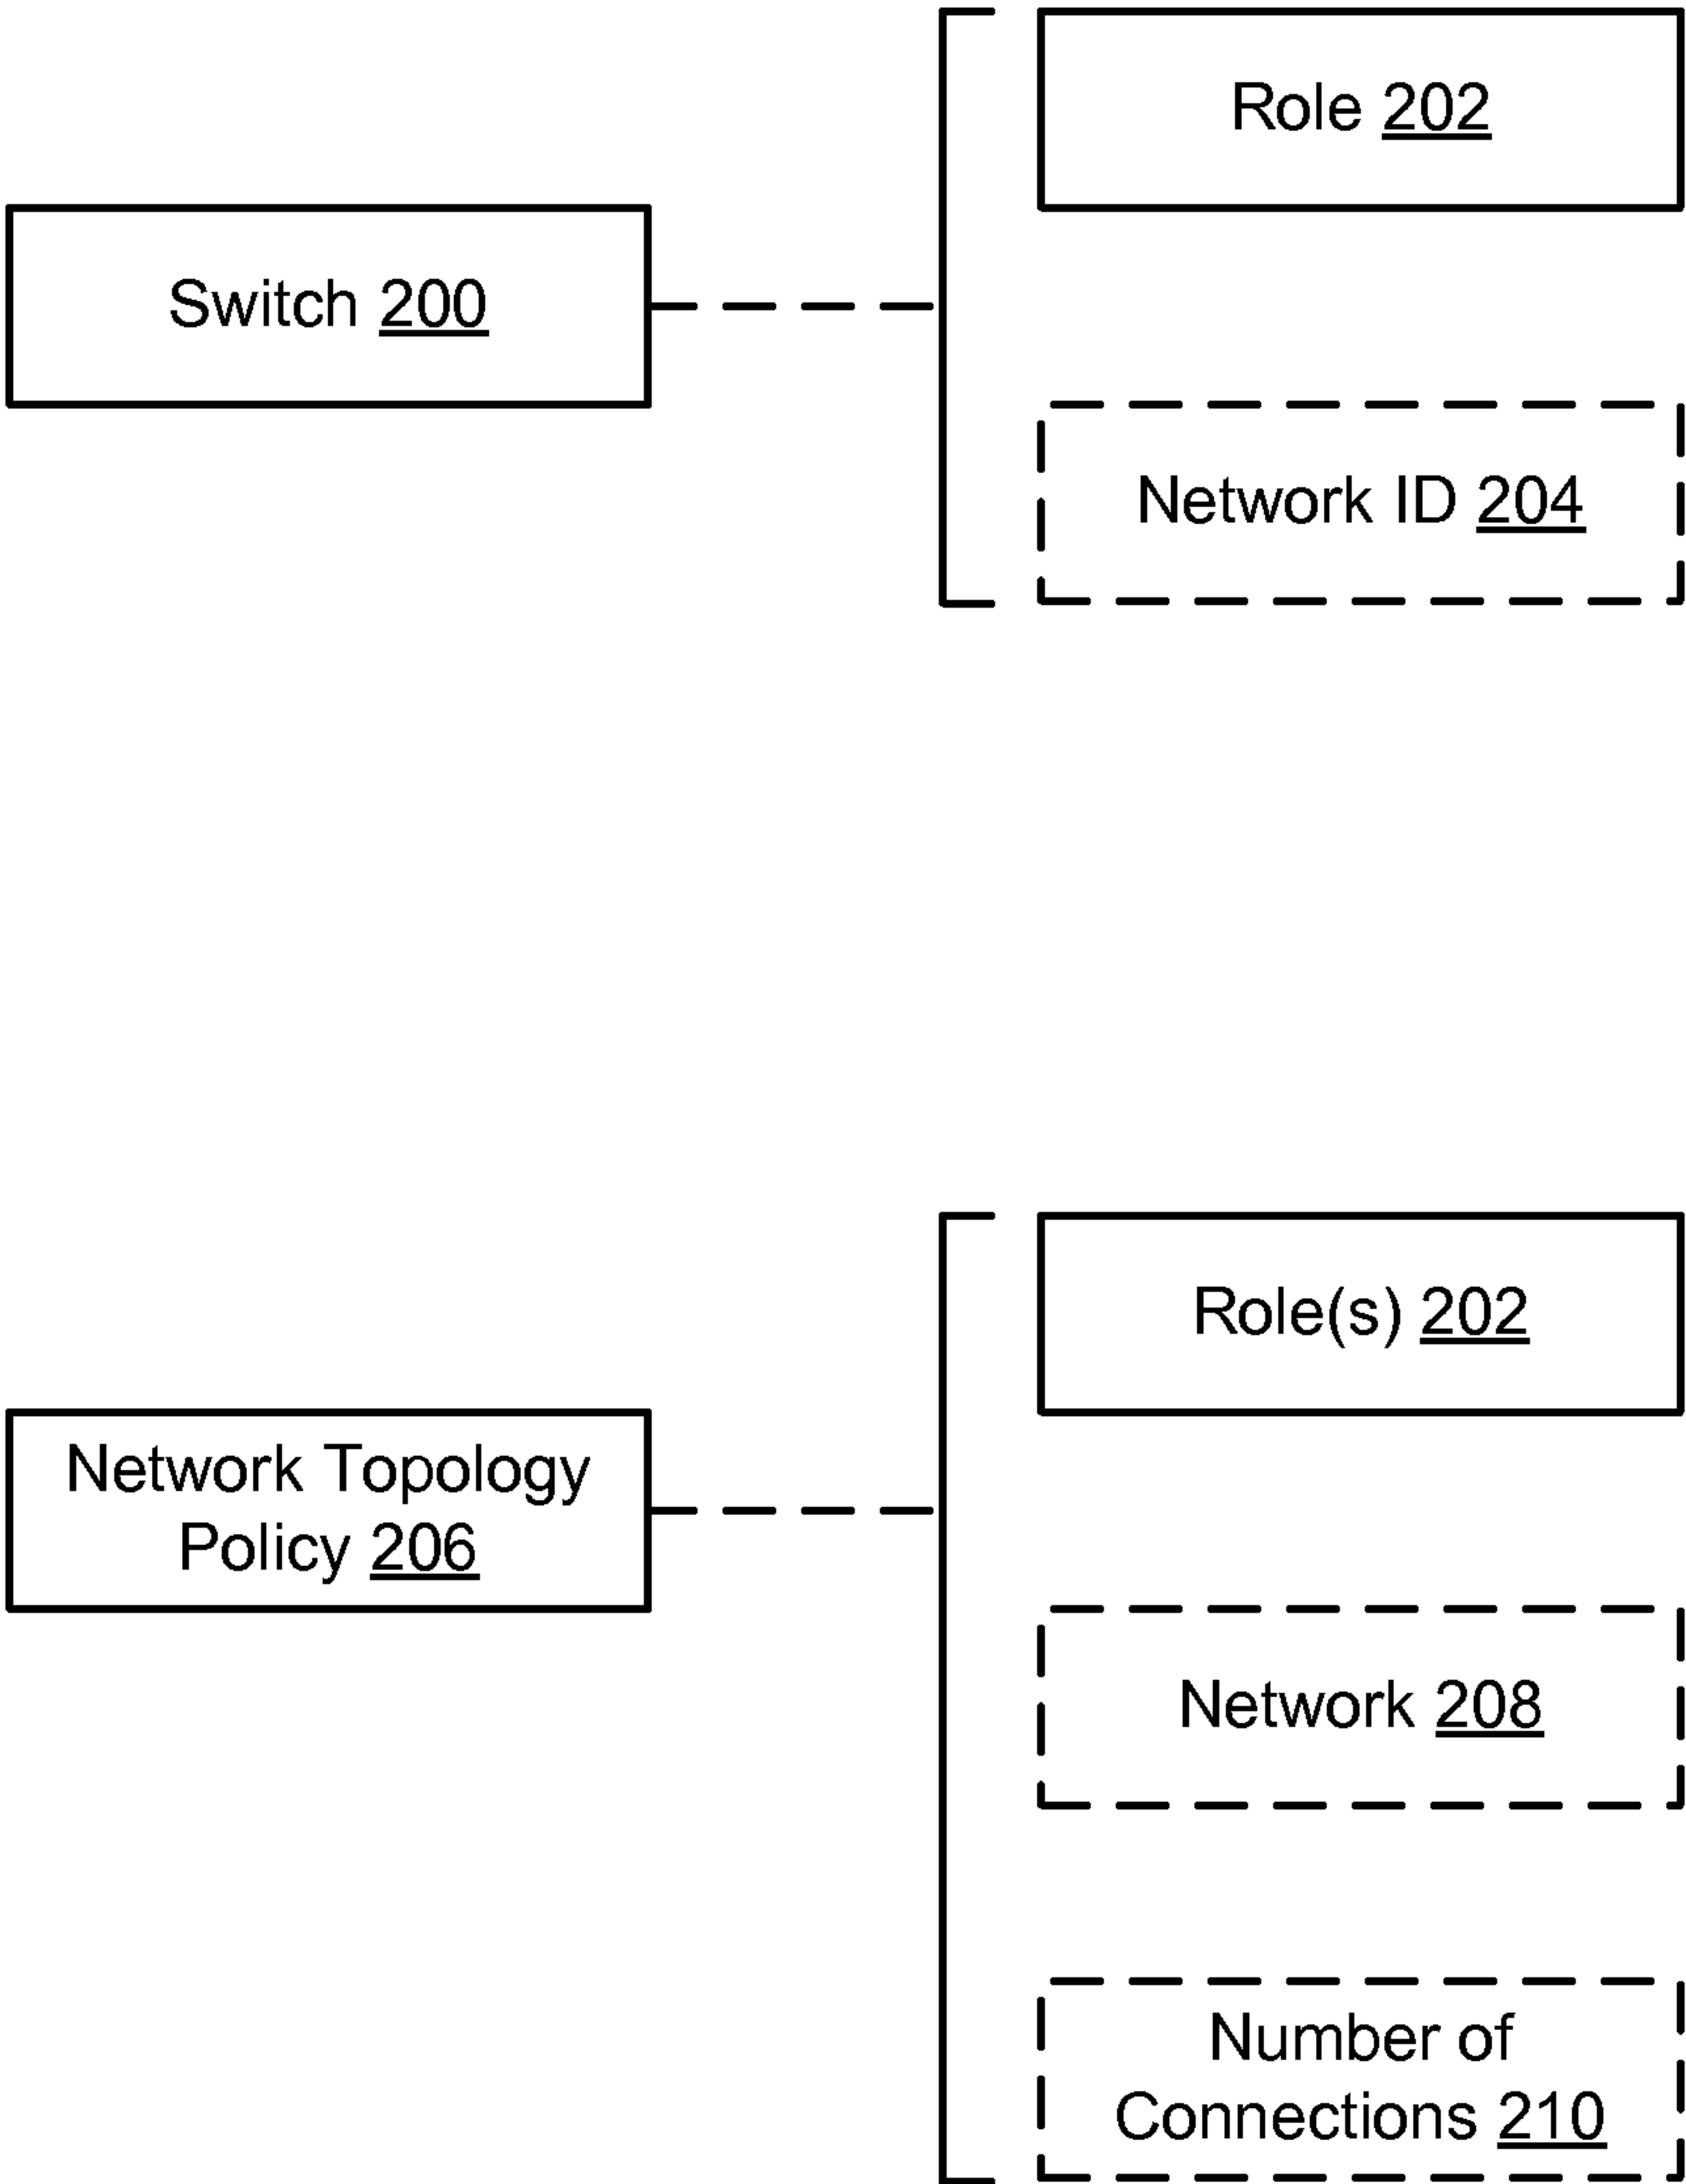 Role 202
Switch 200
Network ID 204
Role(s) 202
Network Topology
Policy 206
Network 208
Number of
Connections 210